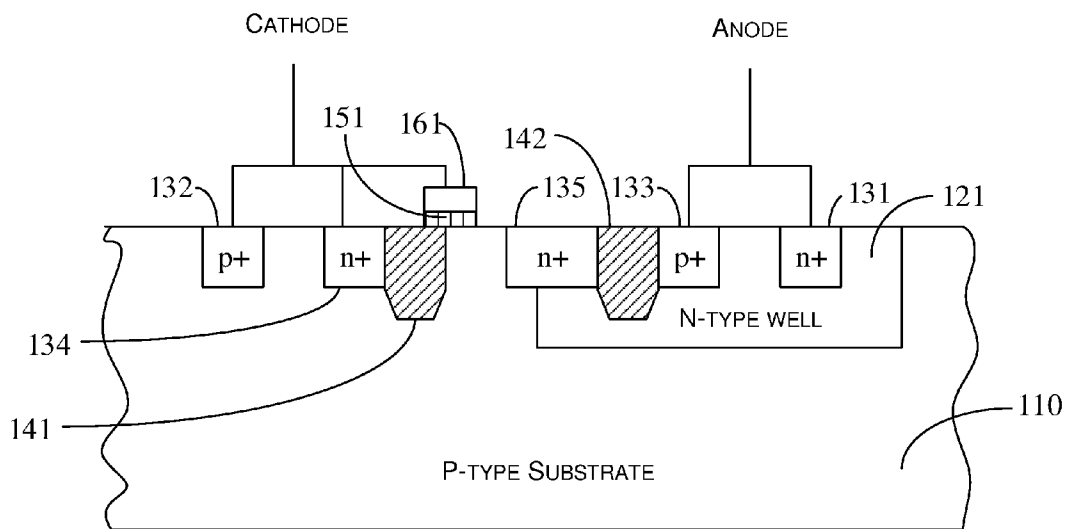 CATHODE
ANODE
151
161
142
132
135
133
131
121
p+
n+
n+
p+
n+
N-TYPE WELL
134
141
110
P-TYPE SUBSTRATE